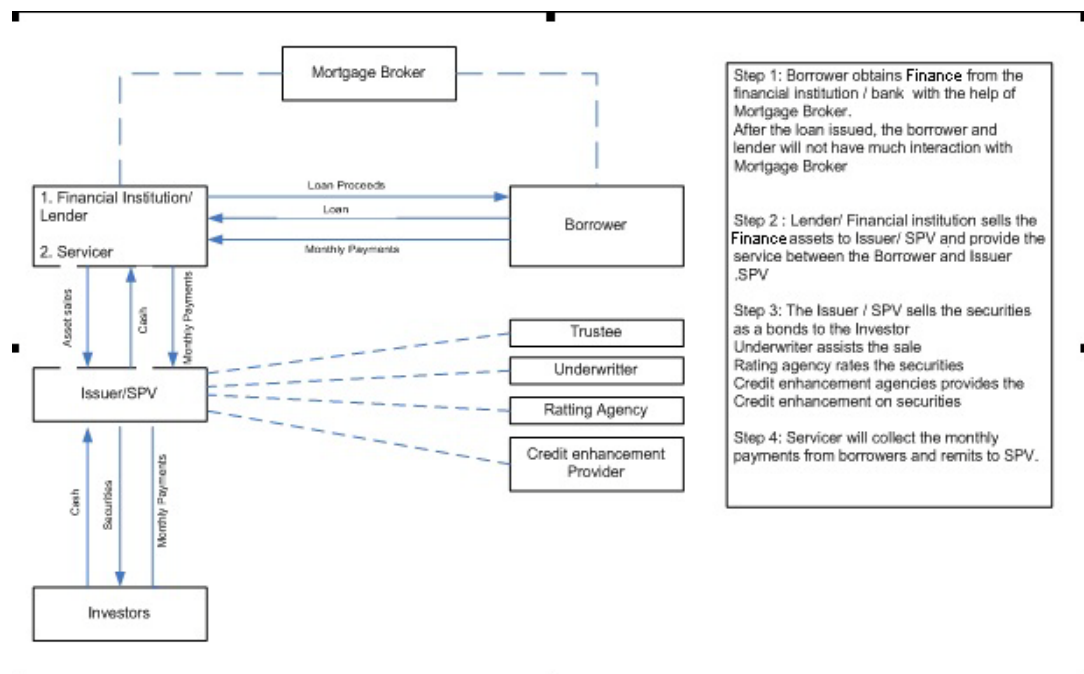 Mortgage Broker
1. Financial Institution/
Lender
2. Servicer
Loan Proceeds
Loan
Monthly Payments
Borrower
Asset sales
Cash
Monthly Payments
Trustee
Underwritter
Issuer/SPV
Ratting Agency
Credit enhancement
Provider
Cash
Securities
Monthly Payments
Investors
Step 1: Borrower obtains Finance from the
financial institution / bank with the help of
Mortgage Broker.
After the loan issued, the borrower and
lender will not have much interaction with
Mortgage Broker
Step 2 : Lender/ Financial institution sells the
Finance assets to Issuer/ SPV and provide the
service between the Borrower and Issuer
.SPV
Step 3: The Issuer / SPV sells the securities
as a bonds to the Investor
Underwriter assists the sale
Rating agency rates the securities
Credit enhancement agencies provides the
Credit enhancement on securities
Step 4: Servicer will collect the monthly
payments from borrowers and remits to SPV.